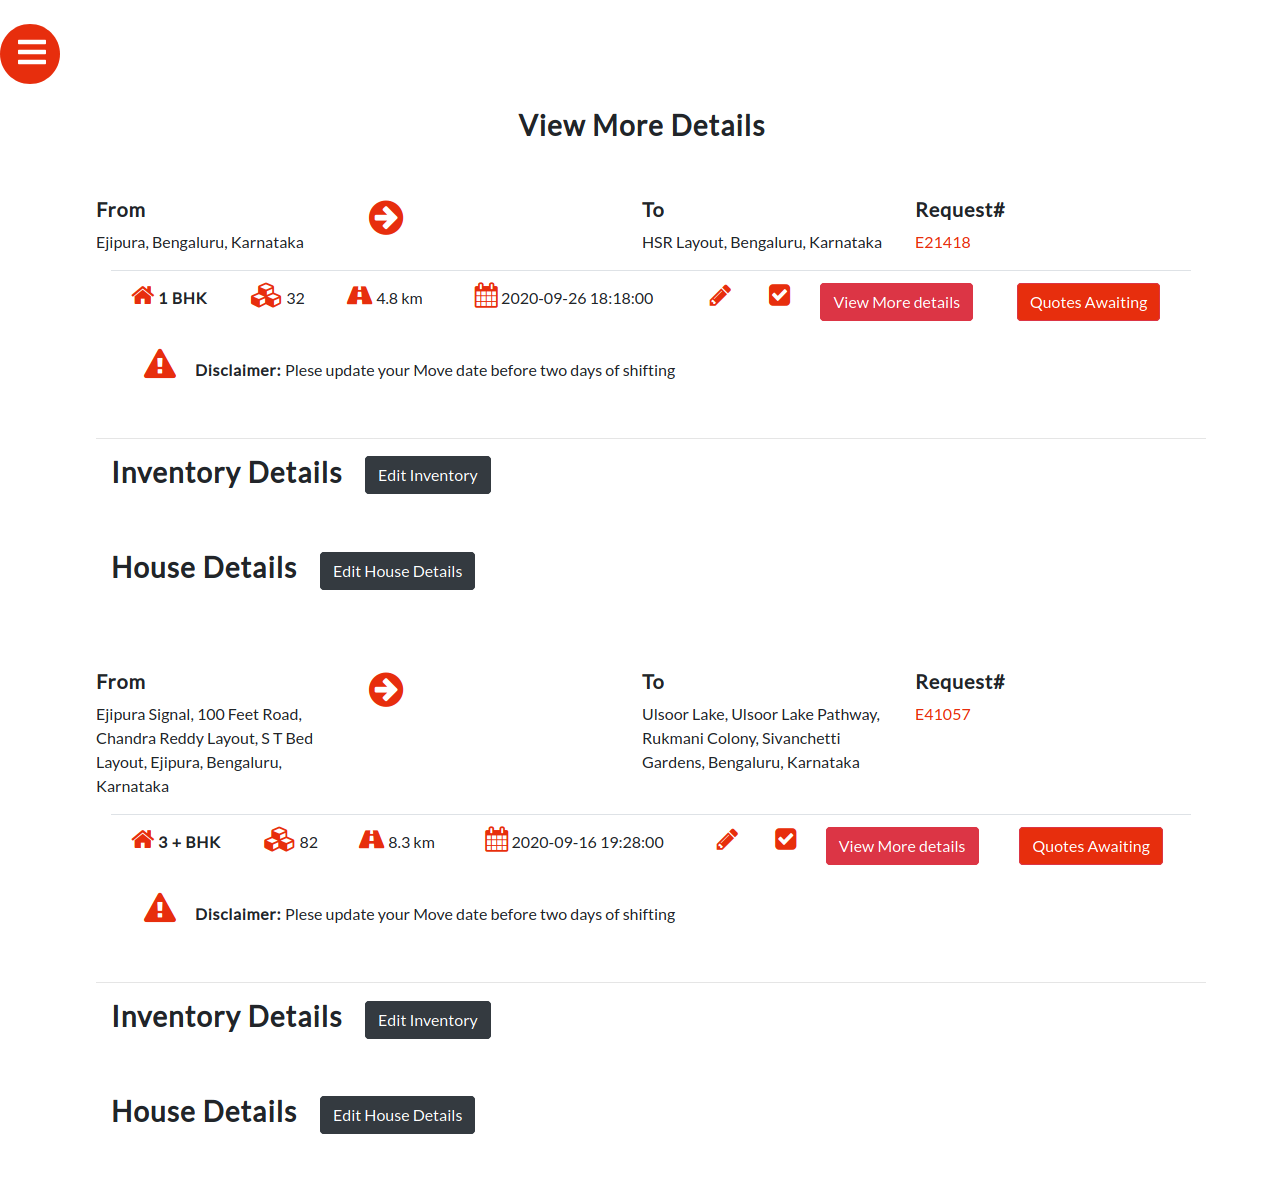 View More Details
From
To
Request#
Ejipura, Bengaluru, Karnataka
HSR Layout, Bengaluru, Karnataka
E21418
1 BHK
32
4.8 km
2020-09-26 18:18:00
View More details
Quotes Awaiting
Disclaimer: Plese update your Move date before two days of shifting
Inventory Details
Edit Inventory
House Details
Edit House Details
From
To
Request#
Ejipura Signal, 100 Feet Road,
Chandra Reddy Layout, S T Bed
Layout, Ejipura, Bengaluru,
Karnataka
Ulsoor Lake, Ulsoor Lake Pathway,
Rukmani Colony, Sivanchetti
Gardens, Bengaluru, Karnataka
E41057
3 + BHK
82
8.3 km
2020-09-16 19:28:00
View More details
Quotes Awaiting
Disclaimer: Plese update your Move date before two days of shifting
Inventory Details
Edit Inventory
House Details
Edit House Details